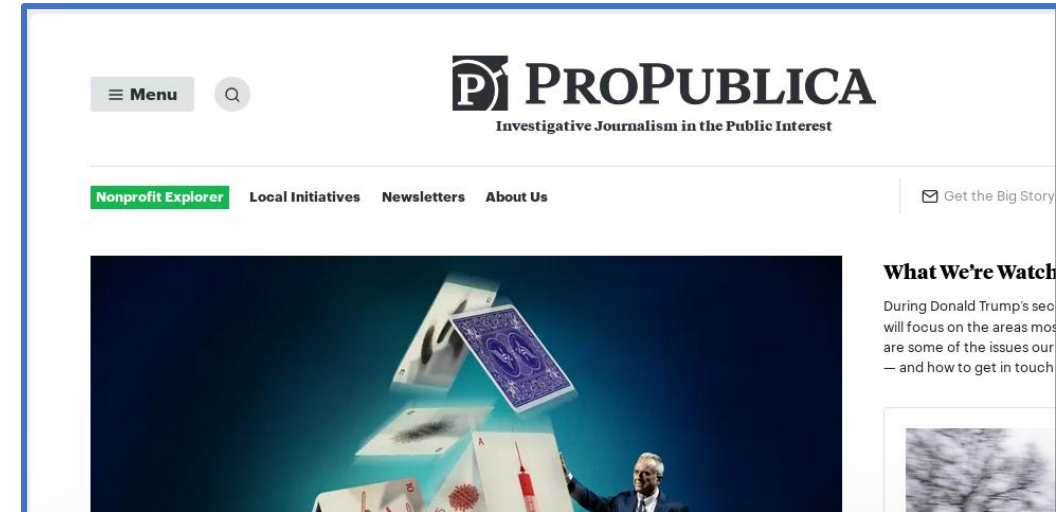 Menu
PROPUBLICA
Investigative Journalism in the Public Interest
Nonprofit Explorer Local Initiatives Newsletters About Us
Get the Big Story
What We’re Watch
During Donald Trump’s sec
will focus on the areas mos
are some of the issues our
— and how to get in touch
A
10